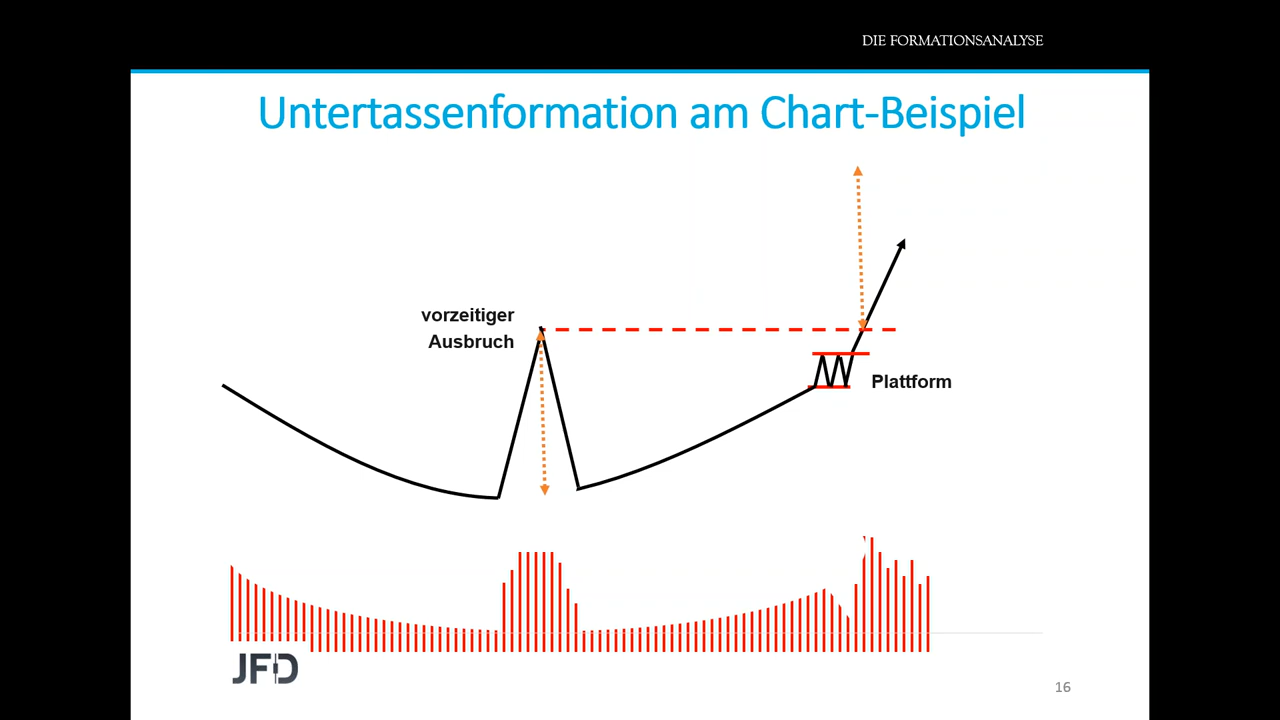 DIE FORMATIONSANALYSE
Untertassenformation am Chart-Beispiel
vorzeitiger
Ausbruch
Plattform
JFD
16